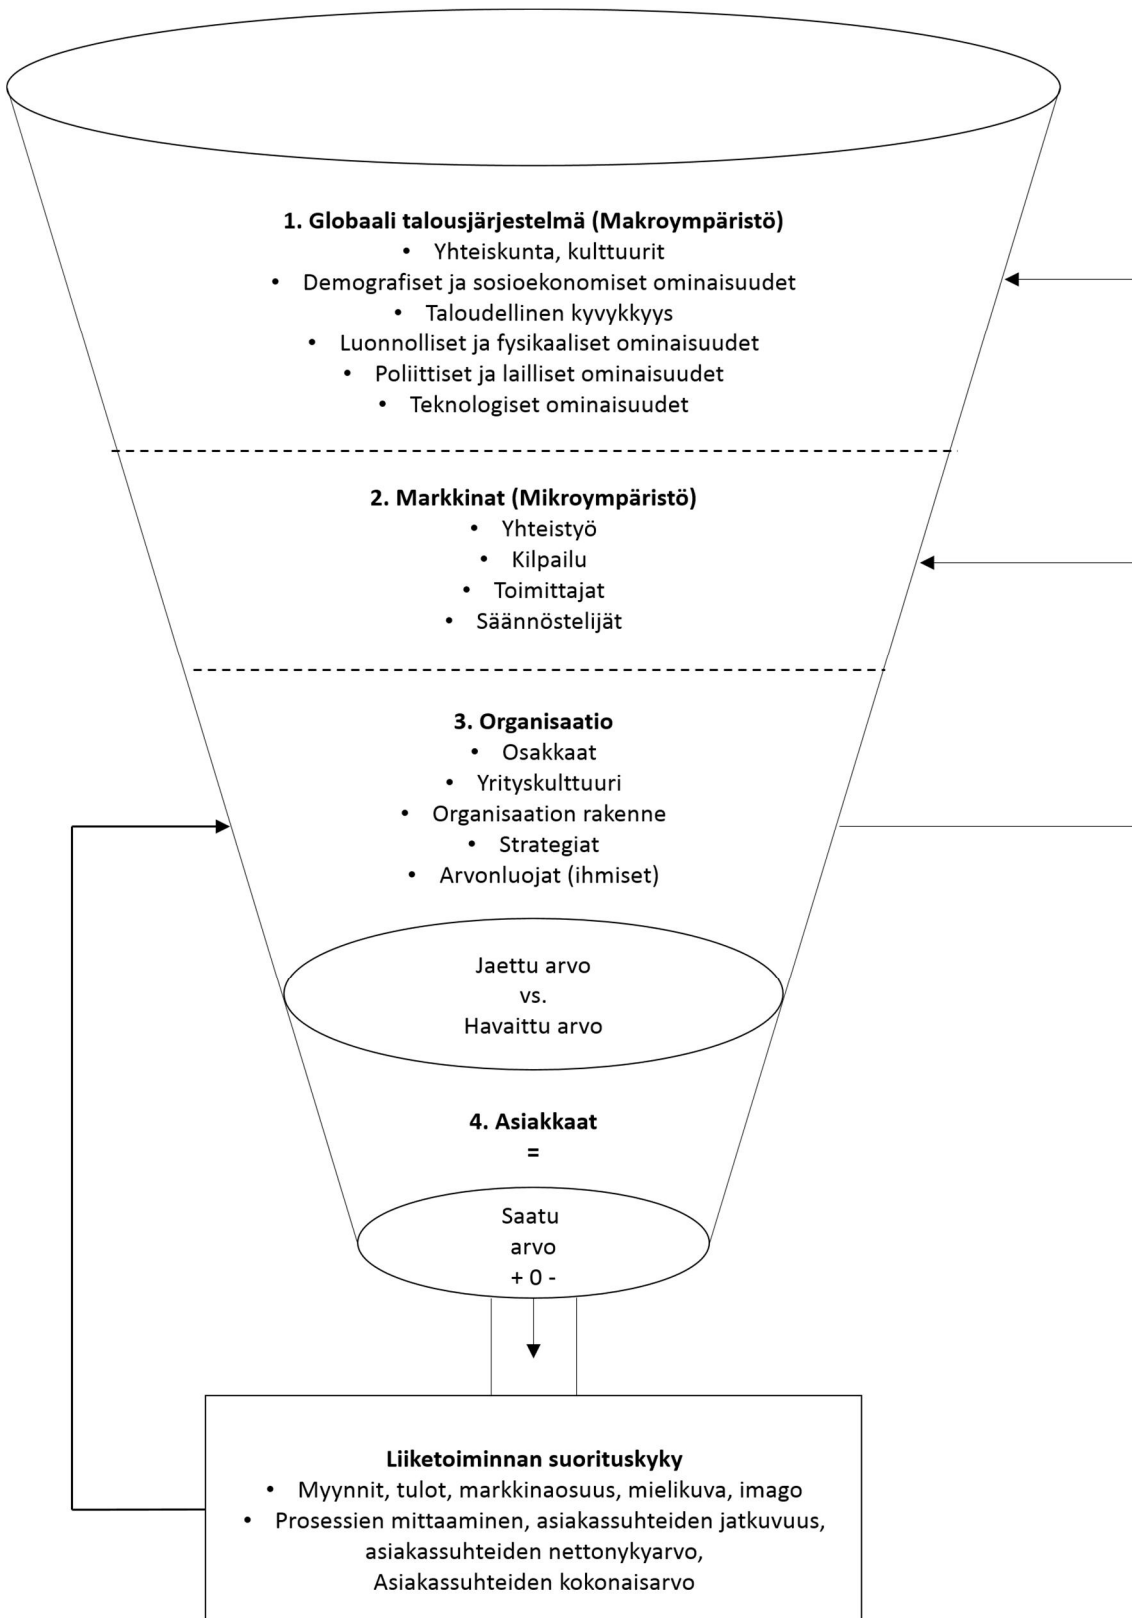 1. Globaali talousjärjestelmä (Makroympäristö)
• Yhteiskunta, kulttuurit
• Demografiset ja sosioekonomiset ominaisuudet
• Taloudellinen kyvykkyys
• Luonnolliset ja fysikaaliset ominaisuudet
• Poliittiset ja lailliset ominaisuudet
• Teknologiset ominaisuudet
2. Markkinat (Mikroympäristö)
• Yhteistyö
• Kilpailu
• Toimittajat
• Säännöstelijät
3. Organisaatio
• Osakkaat
• Yrityskulttuuri
• Organisaation rakenne
• Strategiat
• Arvonluojat (ihmiset)
Jaettu arvo
vs.
Havaittu arvo
4. Asiakkaat
=
Saatu
arvo
+ 0 -
Liiketoiminnan suorituskyky
• Myynnit, tulot, markkinaosuus, mielikuva, imago
• Prosessien mittaaminen, asiakassuhteiden jatkuvuus,
asiakassuhteiden nettonykyarvo,
Asiakassuhteiden kokonaisarvo